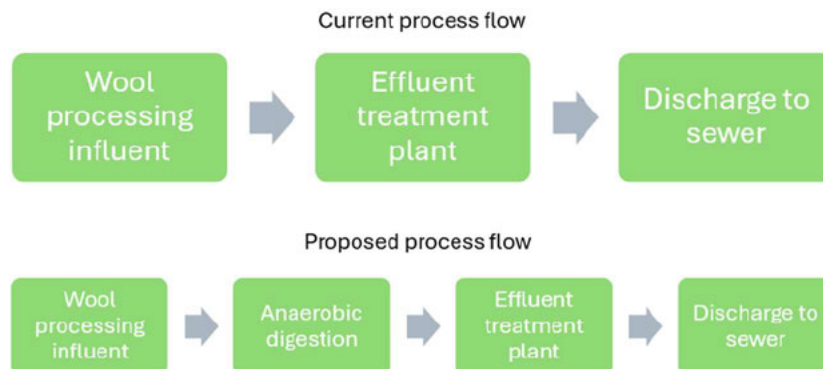 Current process flow
Wool
processing
influent
Effluent
treatment
plant
Discharge to
sewer
Proposed process flow
Wool
processing
influent
Anaerobic
digestion
Effluent
treatment
plant
Discharge to
sewer